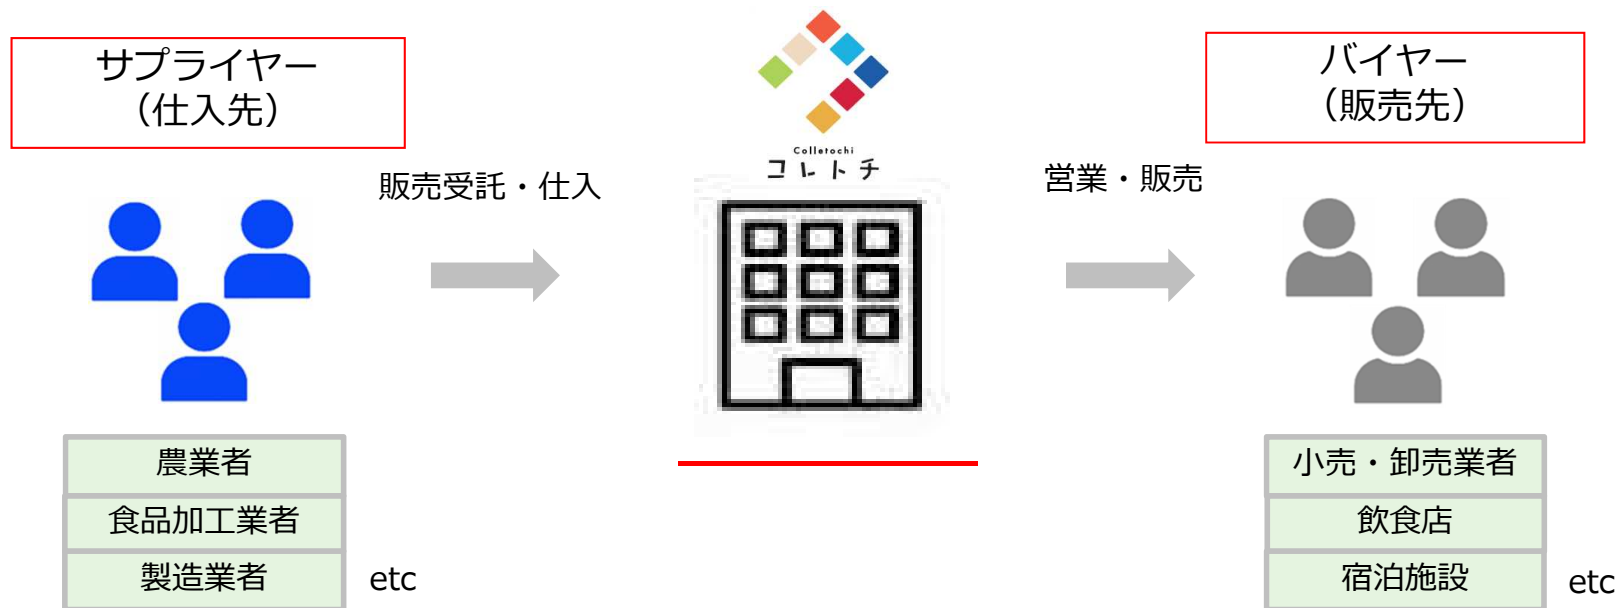 サプライヤー
（仕入先）
販売受託・仕入
Colletochi
コレトチ
営業・販売
バイヤー
（販売先）
農業者
食品加工業者
製造業者
etc
小売・卸売業者
飲食店
宿泊施設
etc